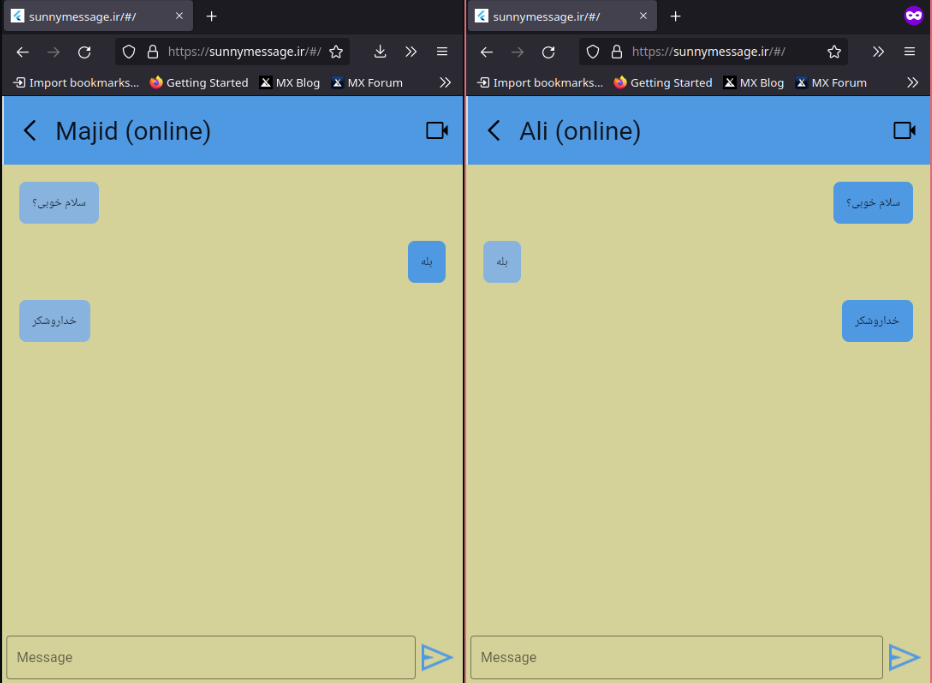 sunnymessage.ir/#/
https://sunnymessage.ir/#/
Import bookmarks... Getting Started MX Blog MX Forum
Majid (online)
سلام خوبی؟
بله
خداروشکر
Message
sunnymessage.ir/#/
https://sunnymessage.ir/#/
Import bookmarks... Getting Started MX Blog MX Forum
Ali (online)
سلام خوبی؟
بله
خداروشکر
Message